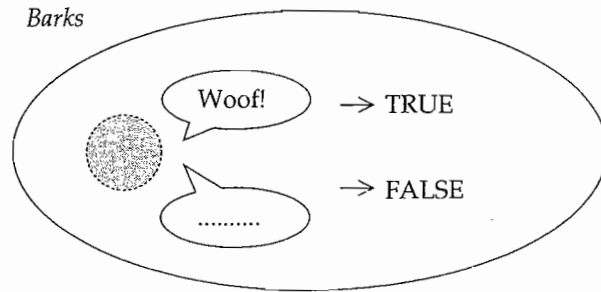 Barks
Woof!
→ TRUE
→ FALSE
..........